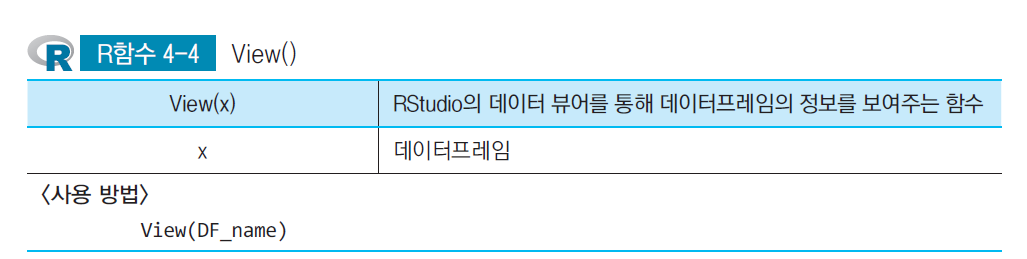 R R함수 4-4 View()
View(x) RStudio의 데이터 뷰어를 통해 데이터프레임의 정보를 보여주는 함수
x 데이터프레임
〈사용 방법〉
View(DF_name)